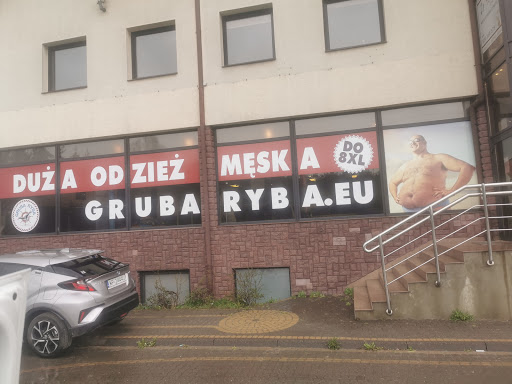 DUŻA ODZIEŻ MĘSKA
DO
8XL
GRUBARYBA.EU